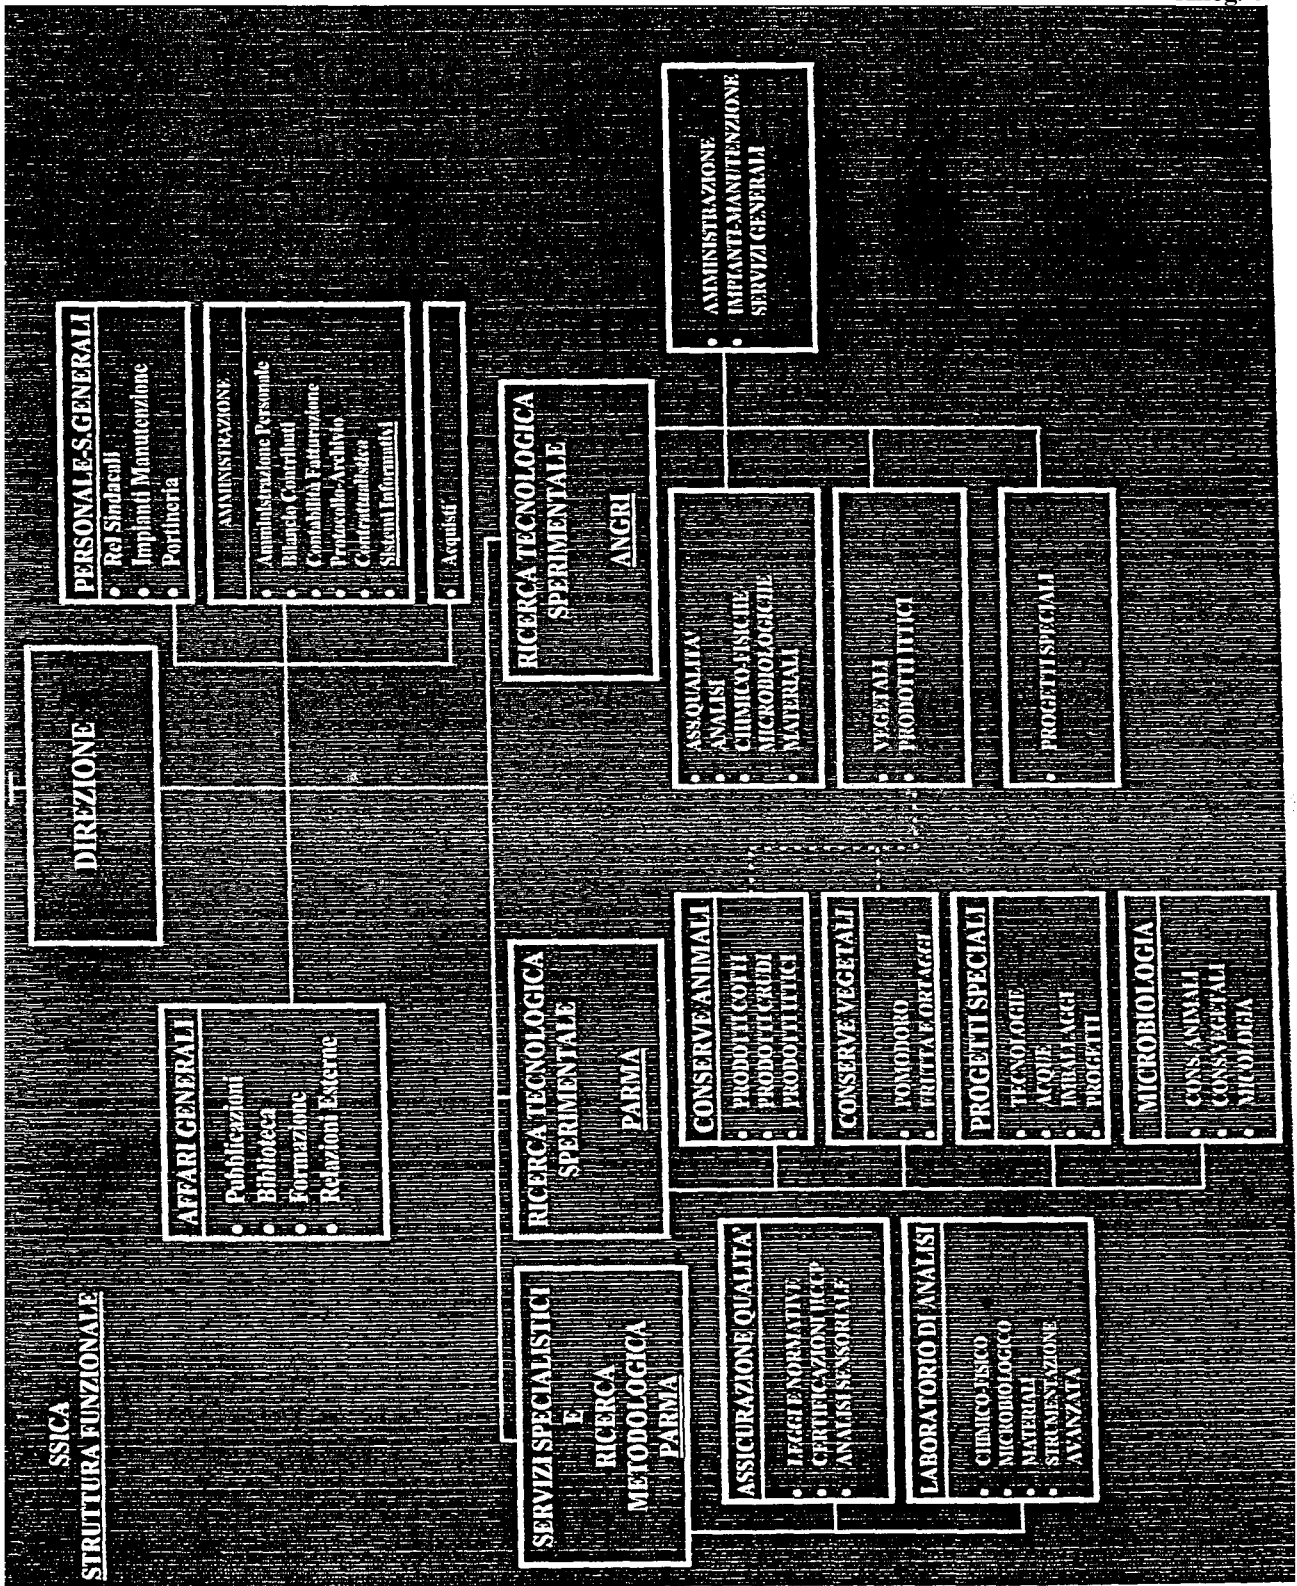 SSICA
STRUTTURA FUNZIONALE
DIREZIONE
AFFARI GENERALI
• Pubblicazioni
• Biblioteca
• Formazione
• Relazioni Esterne
PERSONALE-S.GENERALI
• Rel Sindacali
• Impianti Manutenzione
• Portineria
AMMINISTRAZIONE
• Amministrazione Personale
• Bilancio Contributi
• Contabilità Fatturazione
• Protocollo Archivio
• Contrattualistica
• Sistemi Informativi
• Acquisti
SERVIZI SPECIALISTICI
E
RICERCA
METODOLOGICA
PARMA
RICERCA TECNOLOGICA
SPERIMENTALE
PARMA
RICERCA TECNOLOGICA
SPERIMENTALE
ANGRI
ASSICURAZIONE QUALITA'
• LEGGI E NORMATIVE
• CERTIFICAZIONI HCCP
• ANALISI SENSORIALE
LABORATORIO DI ANALISI
• CHIMICO-FISICO
• MICROBIOLOGICO
• MATERIALI
• STRUMENTAZIONE
AVANZATA
CONSERVE ANIMALI
• PRODOTTI COTTI
• PRODOTTI CRUDI
• PRODOTTI ITTICI
CONSERVE VEGETALI
• POMODORO
• FRUTTA E ORTAGGI
PROGETTI SPECIALI
• TECNOLOGIE
• ACQUE
• IMBALLAGGI
• PROGETTI
MICROBIOLOGIA
• CONS. ANIMALI
• CONS. VEGETALI
• MICOLOGIA
• ASS.QUALITA'
• ANALISI
• CHIMICO-FISICHE
MICROBIOLOGICHE
• MATERIALI
• VEGETALI
• PRODOTTI ITTICI
• PROGETTI SPECIALI
• AMMINISTRAZIONE
• IMPIANTI-MANUTENZIONE
SERVIZI GENERALI